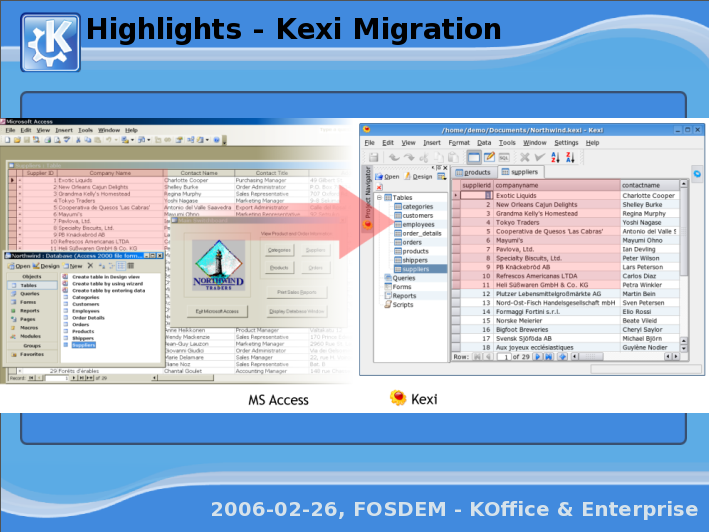 Highlights - Kexi Migration
Microsoft Access
File Edit View Insert Tools Window Help
Suppliers : Table
Supplier ID Company Name Contact Name Contact Title
1 Exotic Liquids Charlotte Cooper Purchasing Manager
2 New Orleans Cajun Delights Shelley Burke Order Administrator
3 Grandma Kelly's Homestead Regina Murphy Sales Representative
4 Tokyo Traders Yoshi Nagase Marketing Manager
5 Cooperativa de Quesos 'Las Cabras' Antonio del Valle Saavedra Export Administrator
6 Mayumi's Mayumi Ohno Marketing Representative
7 Pavlova, Ltd.
8 Specialty Biscuits, Ltd.
9 PB Knäckebröd AB
10 Refrescos Americanas LTDA
11 Heli Süßwaren GmbH & Co. KG
Northwind : Database (Access 2000 file form...
Open Design New
Objects
Tables
Queries
Forms
Reports
Pages
Macros
Modules
Groups
Favorites
Create table in Design view
Create table by using wizard
Create table by entering data
Categories
Customers
Employees
Order Details
Orders
Products
Shippers
Suppliers
NORTHWIND
TRADERS
Categories
Suppliers
Products
Orders
Print Sales Reports
Exit Microsoft Access
Display Database Window
Anne Heikkonen Product Manager
Wendy Mackenzie Sales Representative
Jean-Guy Lauzon Marketing Manager
Giovanni Giudici Order Administrator
Marie Delamare Sales Manager
Eliane Noz Sales Representative
Chantal Goulet Accounting Manager
29 Forêts d'érables
Record: 1 of 29
/home/demo/Documents/Northwind.kexi - Kexi
File Edit View Insert Format Data Tools Window Settings Help
Project Navigator
Open Design
Tables
categories
customers
employees
order_details
orders
products
shippers
suppliers
Queries
Forms
Reports
Scripts
products suppliers
supplierid companyname contactname
1 Exotic Liquids Charlotte Cooper
2 New Orleans Cajun Delights Shelley Burke
3 Grandma Kelly's Homestead Regina Murphy
4 Tokyo Traders Yoshi Nagase
5 Cooperativa de Quesos 'Las Cabras' Antonio del Valle S
6 Mayumi's Mayumi Ohno
7 Pavlova, Ltd. Ian Devling
8 Specialty Biscuits, Ltd. Peter Wilson
9 PB Knäckebröd AB Lars Peterson
10 Refrescos Americanas LTDA Carlos Diaz
11 Heli Süßwaren GmbH & Co. KG Petra Winkler
12 Plutzer Lebensmittelgroßmärkte AG Martin Bein
13 Nord-Ost-Fisch Handelsgesellschaft mbH Sven Petersen
14 Formaggi Fortini s.r.l. Elio Rossi
15 Norske Meierier Beate Vileid
16 Bigfoot Breweries Cheryl Saylor
17 Svensk Sjöföda AB Michael Björn
18 Aux joyeux ecclésiastiques Guylène Nodier
Row: 1 of 29
MS Access
Kexi
2006-02-26, FOSDEM - KOffice & Enterprise